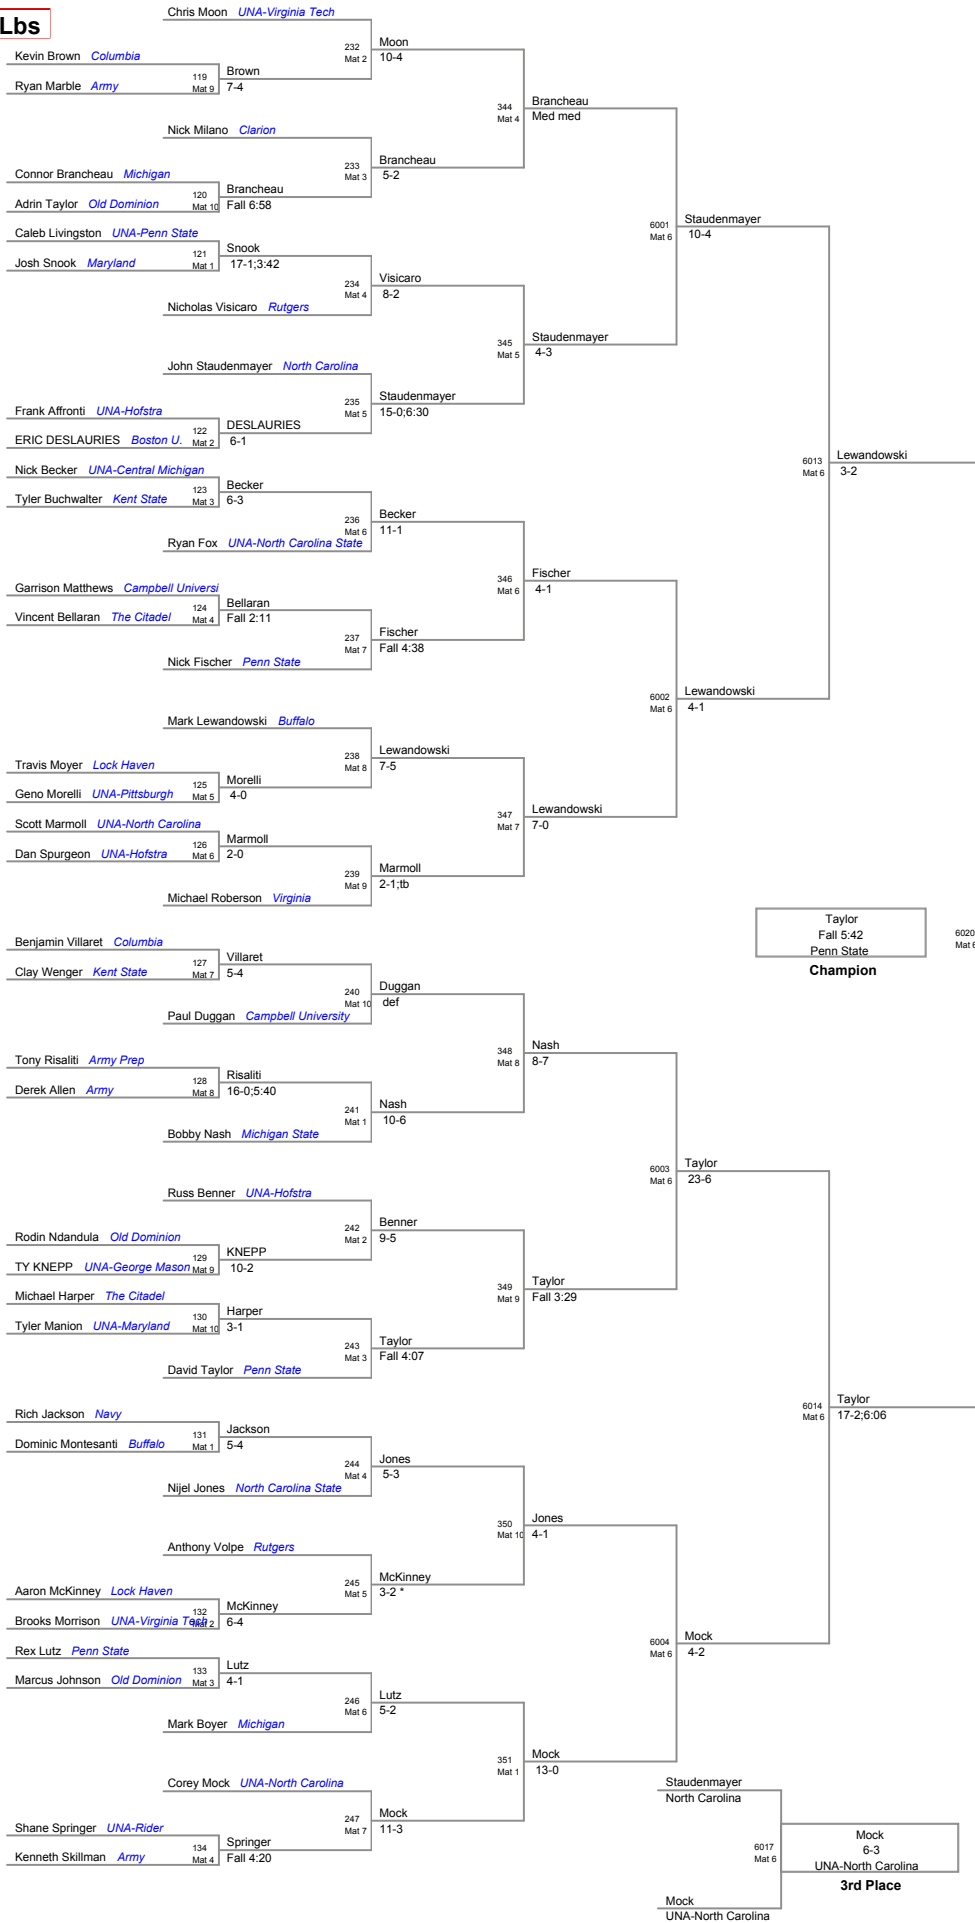 Lbs
Chris Moon UNA-Virginia Tech
232 Moon
Mat 2 10-4
Kevin Brown Columbia
119 Brown
Mat 9 7-4
Ryan Marble Army
344 Brancheau
Mat 4 Med med
Nick Milano Clarion
233 Brancheau
Mat 3 5-2
Connor Brancheau Michigan
120 Brancheau
Mat 10 Fall 6:58
Adrin Taylor Old Dominion
6001 Staudenmayer
Mat 6 10-4
Caleb Livingston UNA-Penn State
121 Snook
Mat 1 17-1;3:42
Josh Snook Maryland
234 Visicaro
Mat 4 8-2
Nicholas Visicaro Rutgers
345 Staudenmayer
Mat 5 4-3
John Staudenmayer North Carolina
235 Staudenmayer
Mat 5 15-0;6:30
Frank Affronti UNA-Hofstra
122 DESLAURIES
Mat 2 6-1
ERIC DESLAURIES Boston U.
6013 Lewandowski
Mat 6 3-2
Nick Becker UNA-Central Michigan
123 Becker
Mat 3 6-3
Tyler Buchwalter Kent State
236 Becker
Mat 6 11-1
Ryan Fox UNA-North Carolina State
346 Fischer
Mat 6 4-1
Garrison Matthews Campbell Universi
124 Bellaran
Mat 4 Fall 2:11
Vincent Bellaran The Citadel
237 Fischer
Mat 7 Fall 4:38
Nick Fischer Penn State
6002 Lewandowski
Mat 6 4-1
Mark Lewandowski Buffalo
238 Lewandowski
Mat 8 7-5
Travis Moyer Lock Haven
125 Morelli
Mat 5 4-0
Geno Morelli UNA-Pittsburgh
347 Lewandowski
Mat 7 7-0
Scott Marmoll UNA-North Carolina
126 Marmoll
Mat 6 2-0
Dan Spurgeon UNA-Hofstra
239 Marmoll
Mat 9 2-1;tb
Michael Roberson Virginia
Taylor
Fall 5:42
Penn State
Champion
6020
Mat 6
Benjamin Villaret Columbia
127 Villaret
Mat 7 5-4
Clay Wenger Kent State
240 Duggan
Mat 10 def
Paul Duggan Campbell University
348 Nash
Mat 8 8-7
Tony Risaliti Army Prep
128 Risaliti
Mat 8 16-0;5:40
Derek Allen Army
241 Nash
Mat 1 10-6
Bobby Nash Michigan State
6003 Taylor
Mat 6 23-6
Russ Benner UNA-Hofstra
242 Benner
Mat 2 9-5
Rodin Ndandula Old Dominion
129 KNEPP
Mat 9 10-2
TY KNEPP UNA-George Mason
349 Taylor
Mat 9 Fall 3:29
Michael Harper The Citadel
130 Harper
Mat 10 3-1
Tyler Manion UNA-Maryland
243 Taylor
Mat 3 Fall 4:07
David Taylor Penn State
6014 Taylor
Mat 6 17-2;6:06
Rich Jackson Navy
131 Jackson
Mat 1 5-4
Dominic Montesanti Buffalo
244 Jones
Mat 4 5-3
Nijel Jones North Carolina State
350 Jones
Mat 10 4-1
Anthony Volpe Rutgers
245 McKinney
Mat 5 3-2 *
Aaron McKinney Lock Haven
132 McKinney
Mat 2 6-4
Brooks Morrison UNA-Virginia Tech
6004 Mock
Mat 6 4-2
Rex Lutz Penn State
133 Lutz
Mat 3 4-1
Marcus Johnson Old Dominion
246 Lutz
Mat 6 5-2
Mark Boyer Michigan
351 Mock
Mat 1 13-0
Corey Mock UNA-North Carolina
247 Mock
Mat 7 11-3
Shane Springer UNA-Rider
134 Springer
Mat 4 Fall 4:20
Kenneth Skillman Army
Staudenmayer
North Carolina
6017
Mat 6
Mock
6-3
UNA-North Carolina
3rd Place
Mock
UNA-North Carolina